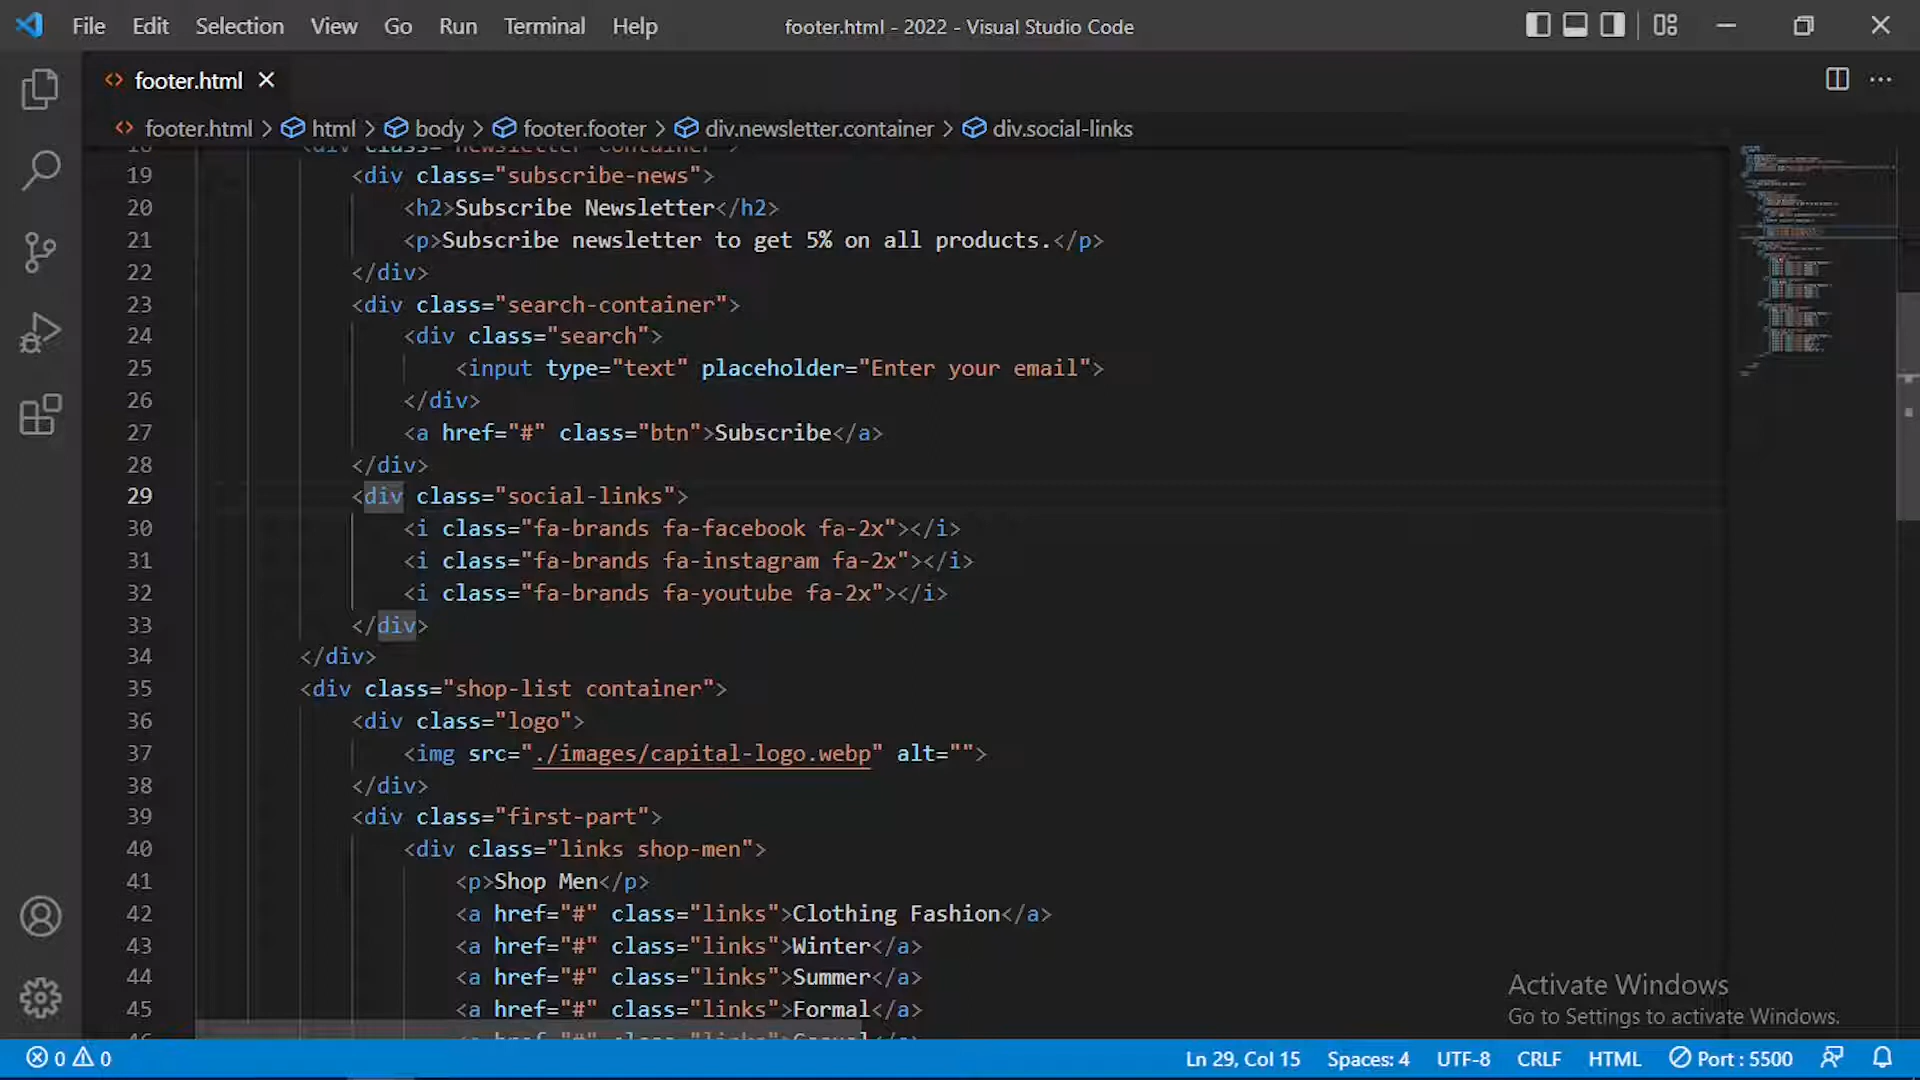 File Edit Selection View Go Run Terminal Help footer.html - 2022 - Visual Studio Code
footer.html
footer.html > html > body > footer.footer > div.newsletter.container > div.social-links
18 <div class="newsletter container">
19 <div class="subscribe-news">
20 <h2>Subscribe Newsletter</h2>
21 <p>Subscribe newsletter to get 5% on all products.</p>
22 </div>
23 <div class="search-container">
24 <div class="search">
25 <input type="text" placeholder="Enter your email">
26 </div>
27 <a href="#" class="btn">Subscribe</a>
28 </div>
29 <div class="social-links">
30 <i class="fa-brands fa-facebook fa-2x"></i>
31 <i class="fa-brands fa-instagram fa-2x"></i>
32 <i class="fa-brands fa-youtube fa-2x"></i>
33 </div>
34 </div>
35 <div class="shop-list container">
36 <div class="logo">
37 <img src="./images/capital-logo.webp" alt="">
38 </div>
39 <div class="first-part">
40 <div class="links shop-men">
41 <p>Shop Men</p>
42 <a href="#" class="links">Clothing Fashion</a>
43 <a href="#" class="links">Winter</a>
44 <a href="#" class="links">Summer</a>
45 <a href="#" class="links">Formal</a>
Activate Windows
Go to Settings to activate Windows.
0 0 Ln 29, Col 15 Spaces: 4 UTF-8 CRLF HTML Port : 5500